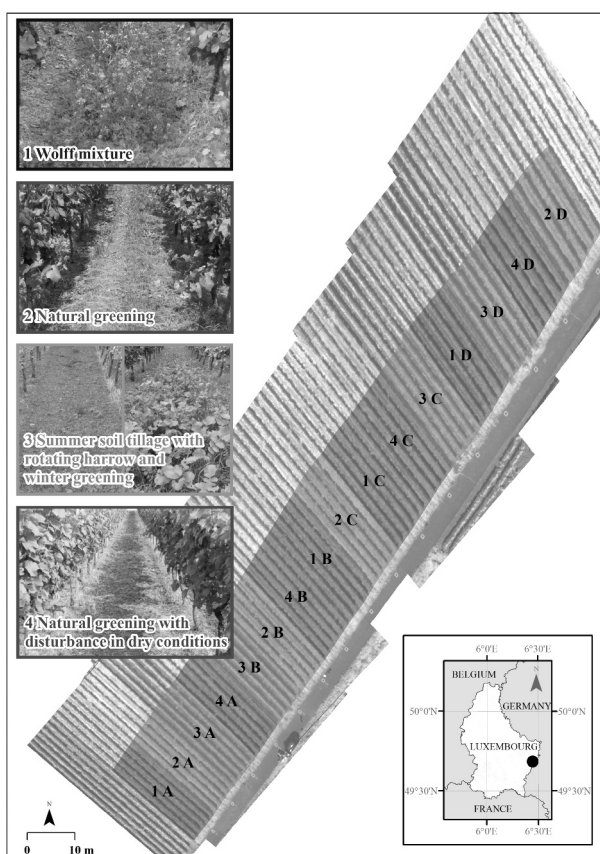 1 Wolff mixture
2 Natural greening
3 Summer soil tillage with
rotating harrow and
winter greening
4 Natural greening with
disturbance in dry conditions
2 D
4 D
3 D
1 D
3 C
4 C
1 C
2 C
1 B
4 B
2 B
3 B
4 A
3 A
2 A
1 A
N
0 10 m
6°0'E 6°30'E
BELGIUM
N
GERMANY
50°0'N 50°0'N
LUXEMBOURG
49°30'N 49°30'N
FRANCE
6°0'E 6°30'E